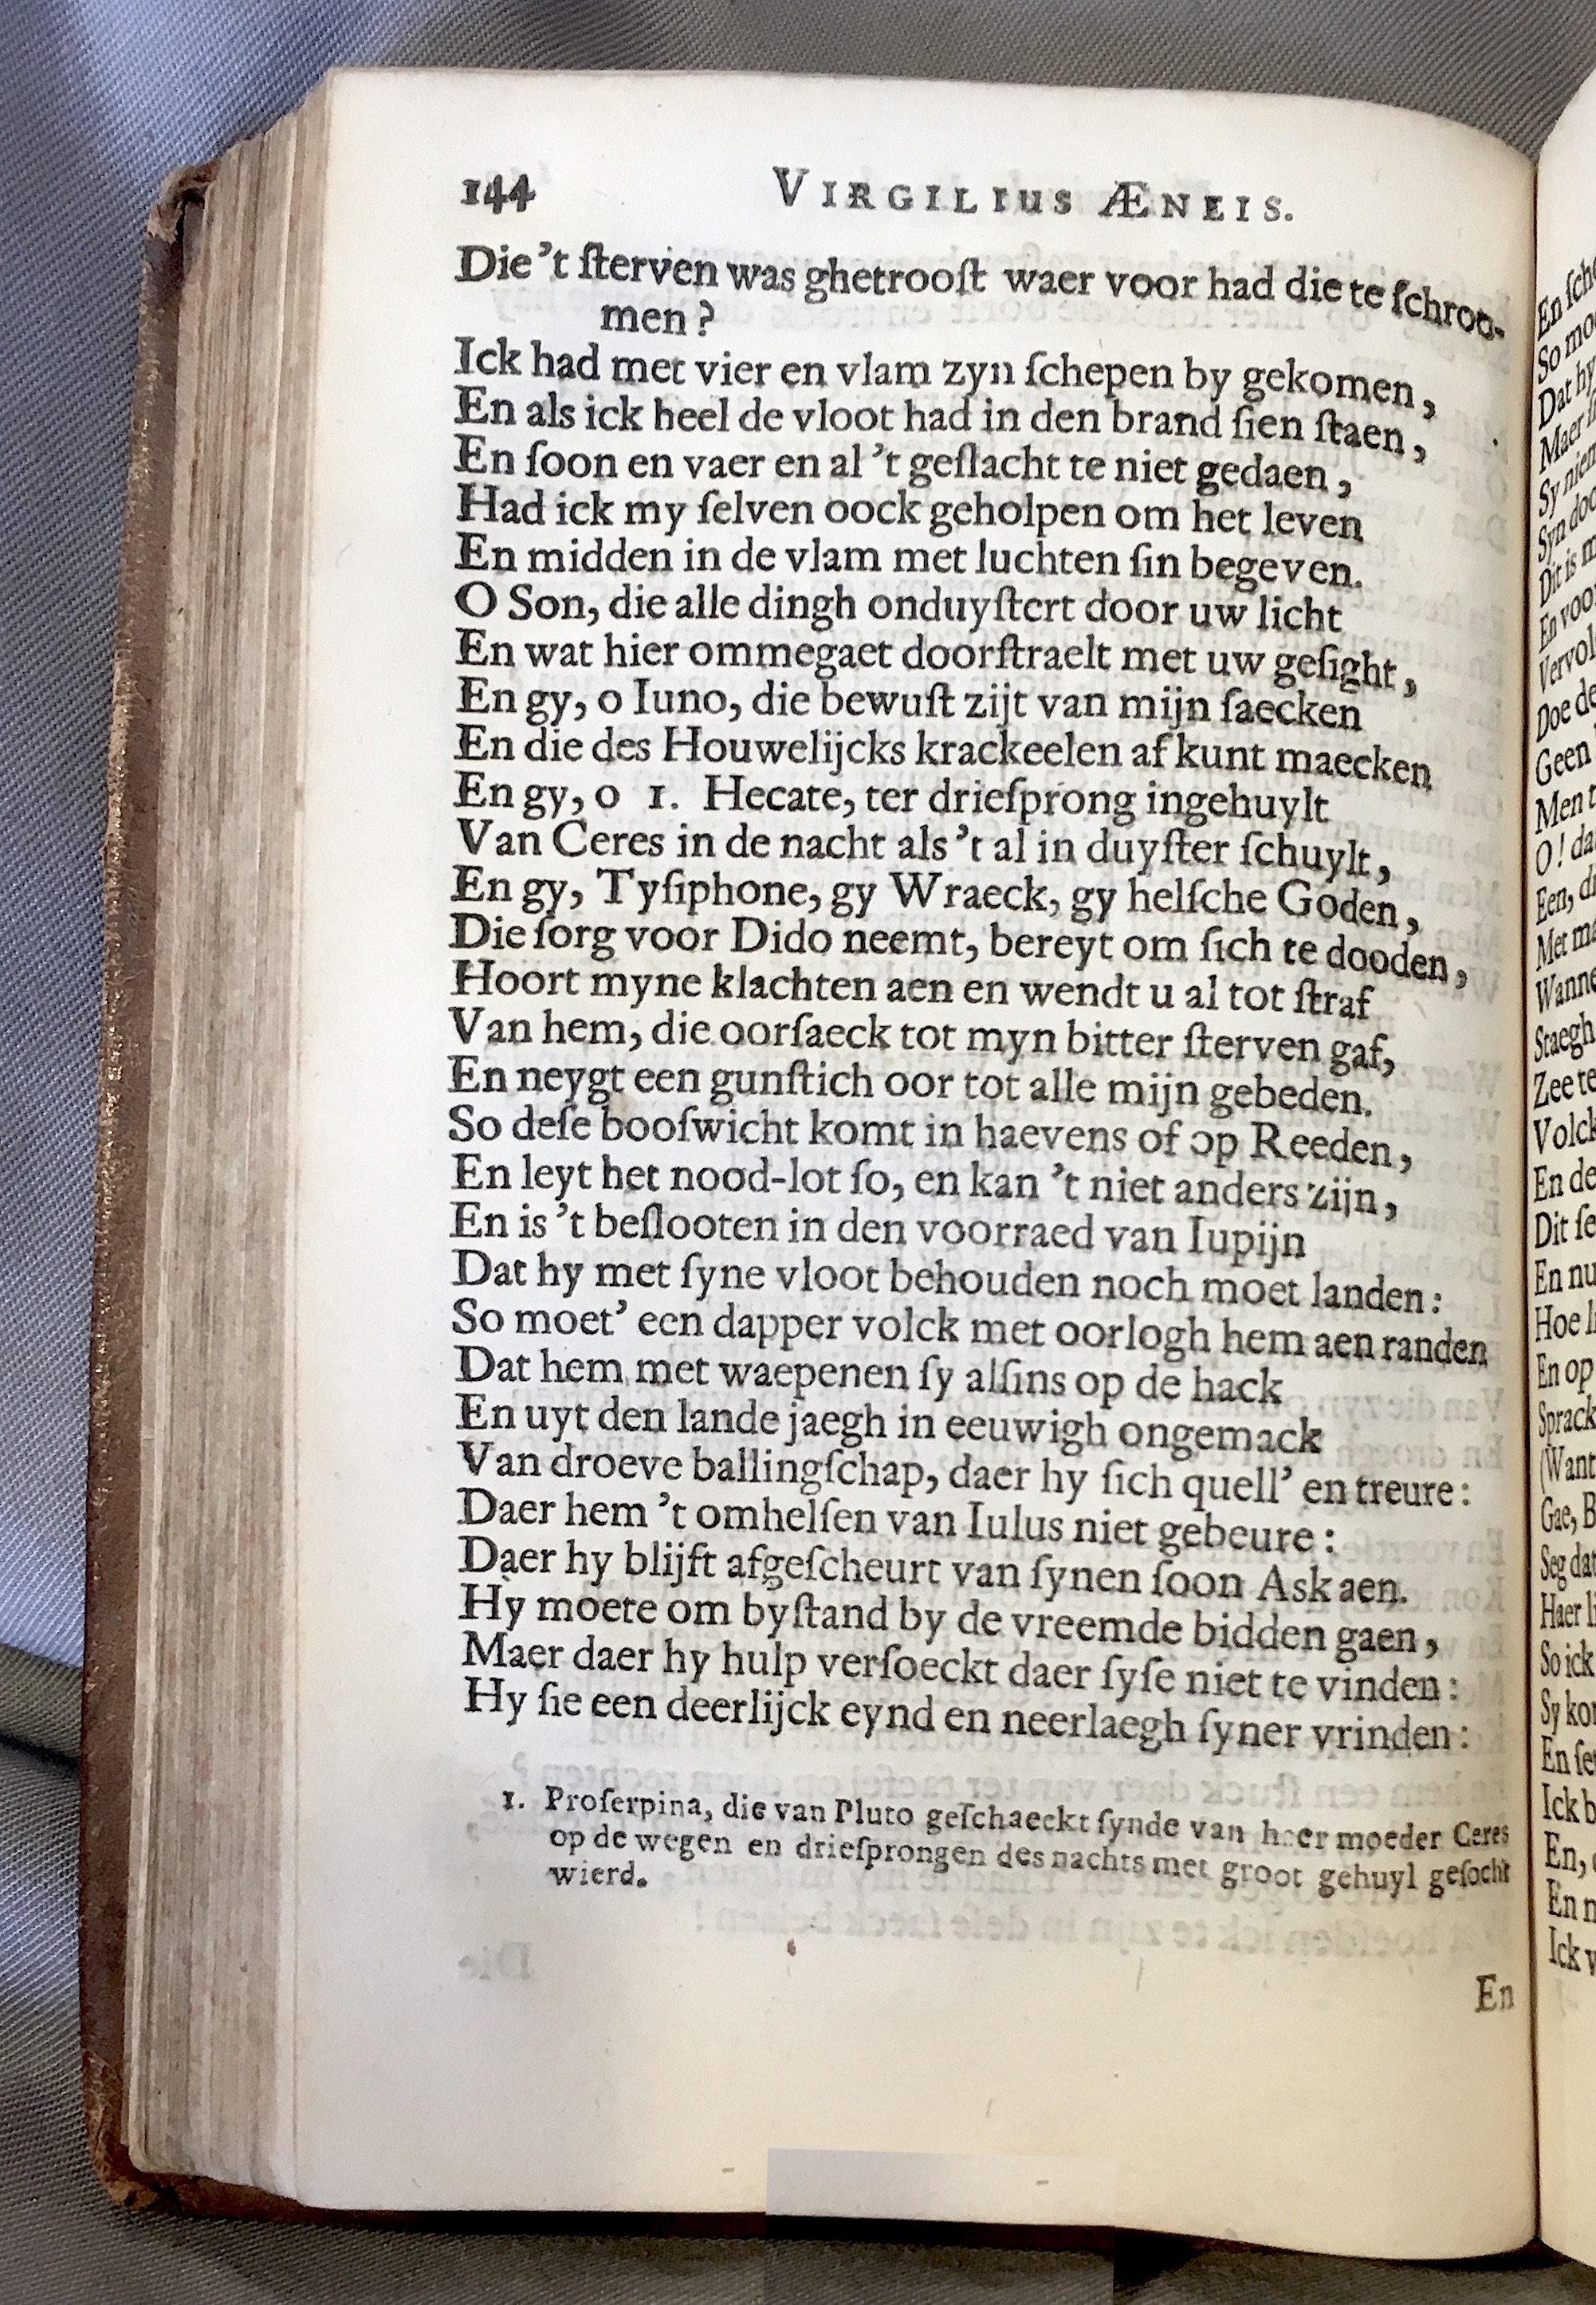 144 VIRGILIUS ÆNEIS.
Die 't ſterven was ghetrooſt waer voor had die te ſchroo-
men ?
Ick had met vier en vlam zyn ſchepen by gekomen,
En als ick heel de vloot had in den brand ſien ſtaen,
En ſoon en vaer en al 't geſlacht te niet gedaen,
Had ick my ſelven oock geholpen om het leven
En midden in de vlam met luchten ſin begeven.
O Son, die alle dingh onduyſtert door uw licht
En wat hier ommegaet doorſtraelt met uw geſight,
En gy, o Iuno, die bewuſt zijt van mijn ſaecken
En die des Houwelijcks krackeelen af kunt maecken
En gy, o 1. Hecate, ter drieſprong ingehuylt
Van Ceres in de nacht als 't al in duyſter ſchuylt,
En gy, Tyſiphone, gy Wraeck, gy helſche Goden,
Die ſorg voor Dido neemt, bereyt om ſich te dooden,
Hoort myne klachten aen en wendt u al tot ſtraf
Van hem, die oorſaeck tot myn bitter ſterven gaf,
En neygt een gunſtich oor tot alle mijn gebeden.
So deſe booſwicht komt in haevens of op Reeden,
En leyt het nood-lot ſo, en kan 't niet anders zijn,
En is 't beſlooten in den voorraed van Iupijn
Dat hy met ſyne vloot behouden noch moet landen:
So moet' een dapper volck met oorlogh hem aen randen
Dat hem met waepenen ſy alſins op de hack
En uyt den lande jaegh in eeuwigh ongemack
Van droeve ballingſchap, daer hy ſich quell' en treure:
Daer hem 't omhelſen van Iulus niet gebeure:
Daer hy blijft afgeſcheurt van ſynen ſoon Askaen.
Hy moete om byſtand by de vreemde bidden gaen,
Maer daer hy hulp verſoeckt daer ſyſe niet te vinden:
Hy ſie een deerlijck eynd en neerlaegh ſyner vrinden:
1. Proſerpina, die van Pluto geſchaeckt ſynde van haer moeder Ceres
op de wegen en drieſprongen des nachts met groot gehuyl geſocht
wierd.
En